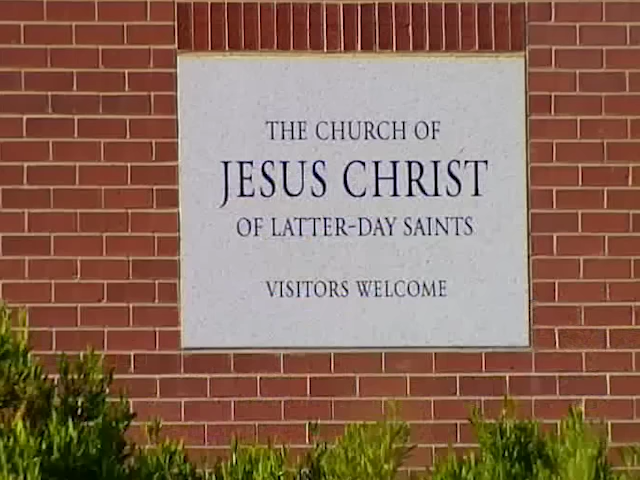 THE CHURCH OF
JESUS CHRIST
OF LATTER-DAY SAINTS
VISITORS WELCOME